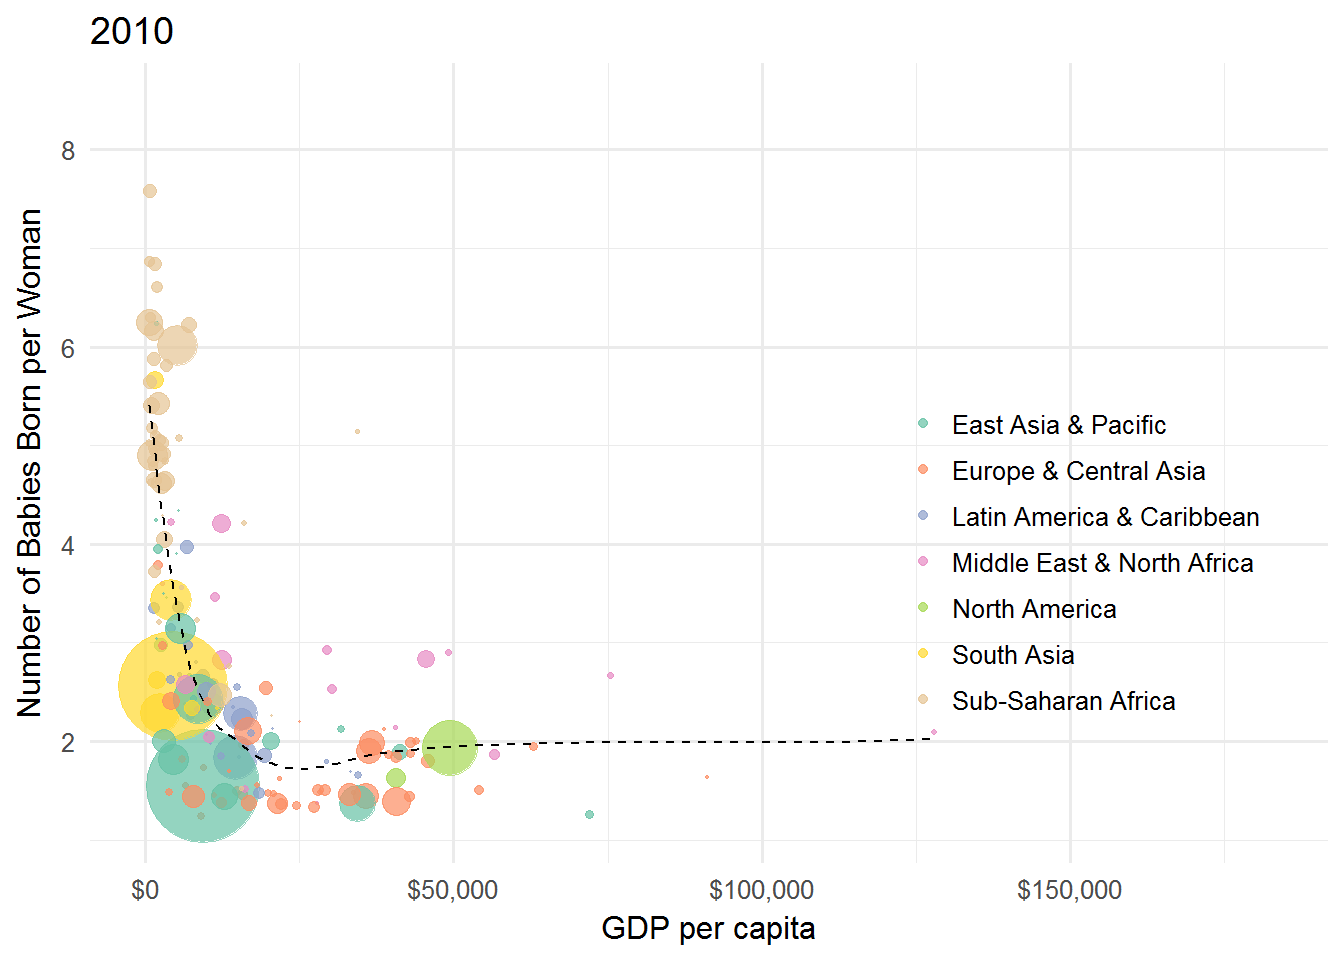 2010
Number of Babies Born per Woman
8
6
4
2
East Asia & Pacific
Europe & Central Asia
Latin America & Caribbean
Middle East & North Africa
North America
South Asia
Sub-Saharan Africa
$0
$50,000
$100,000
$150,000
GDP per capita